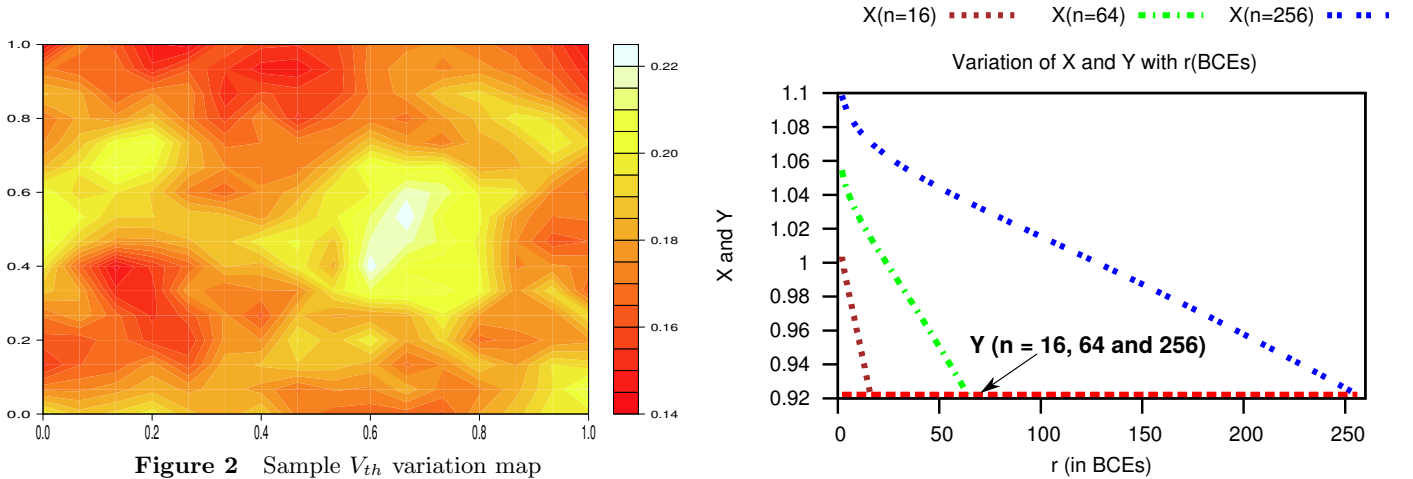 1.0
0.8
0.6
0.4
0.2
0.0
0.0 0.2 0.4 0.6 0.8 1.0
0.22
0.20
0.18
0.16
0.14
Figure 2 Sample Vth variation map
X(n=16) X(n=64) X(n=256)
Variation of X and Y with r(BCEs)
X and Y
1.1
1.08
1.06
1.04
1.02
1
0.98
0.96
0.94
0.92
Y (n = 16, 64 and 256)
0 50 100 150 200 250
r (in BCEs)